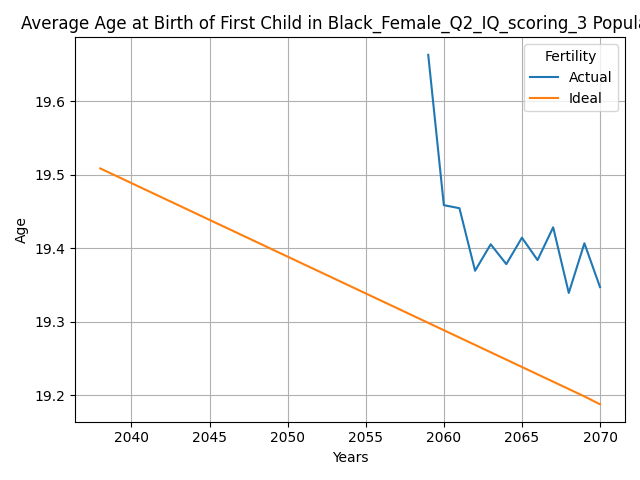 Average Age at Birth of First Child in Black_Female_Q2_IQ_scoring_3 Popula
Fertility
Actual
Ideal
19.6
19.5
19.4
19.3
19.2
Age
2040 2045 2050 2055 2060 2065 2070
Years